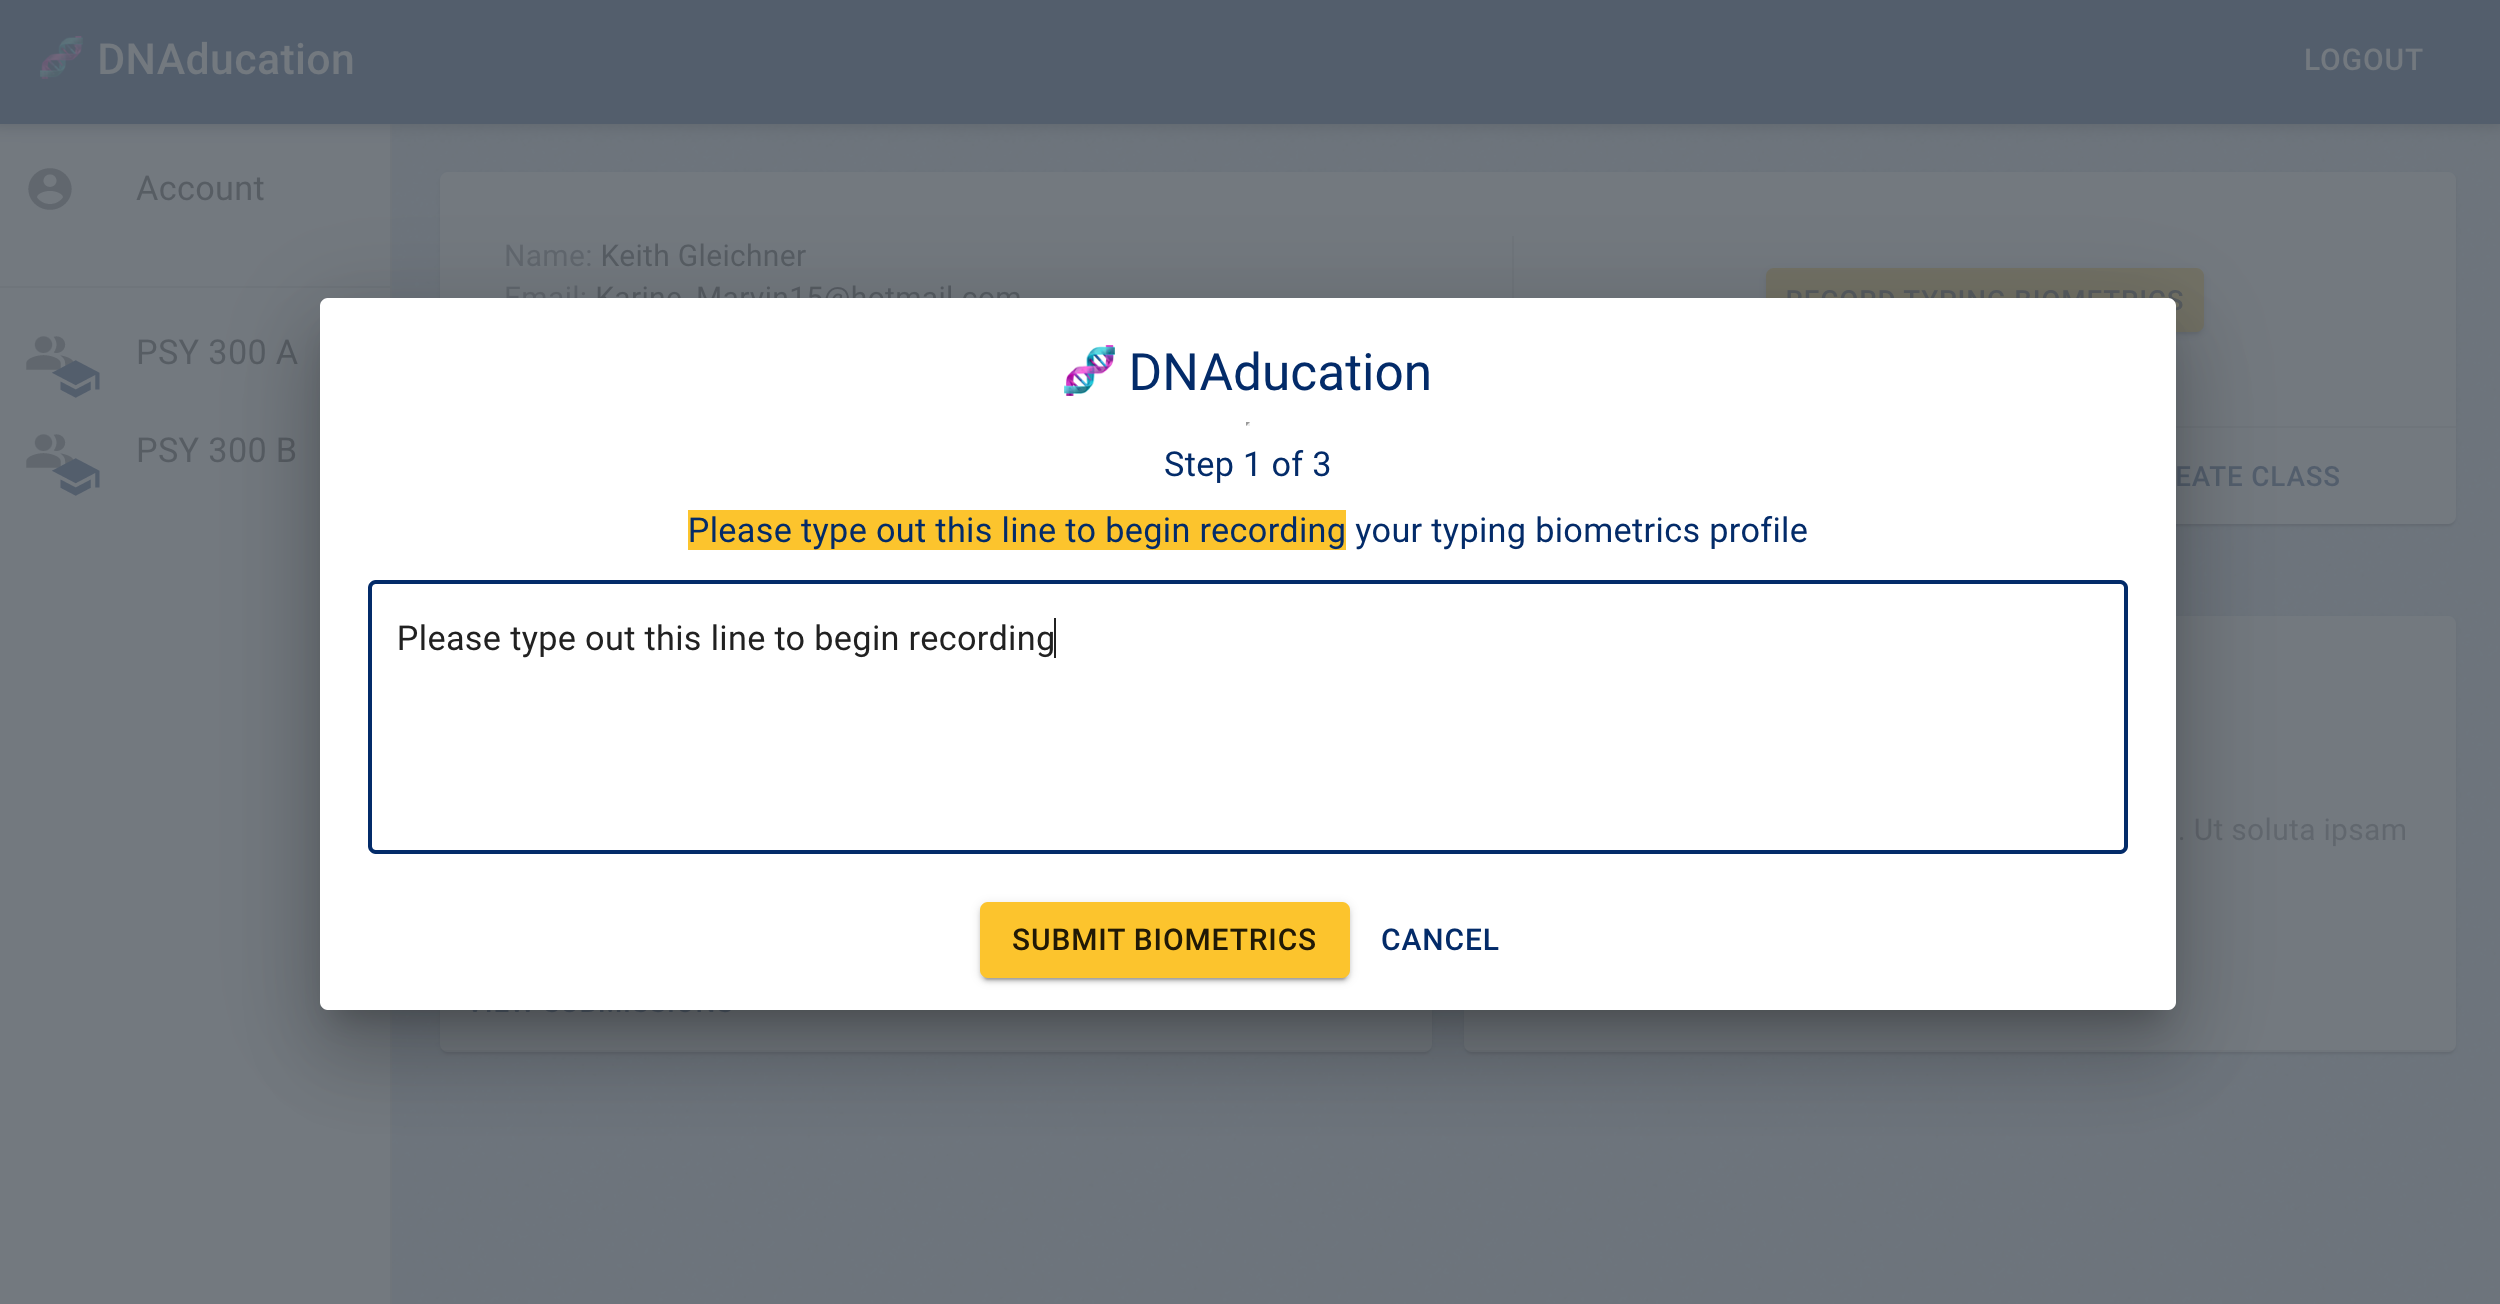 DNAducation
LOGOUT
Account
Name: Keith Gleichner
Email: Karine_Marvin15@hotmail.com
RECORD TYPING BIOMETRICS
PSY 300 A
PSY 300 B
DNAducation
Step 1 of 3
Please type out this line to begin recording your typing biometrics profile
Please type out this line to begin recording
EATE CLASS
. Ut soluta ipsam
SUBMIT BIOMETRICS
CANCEL